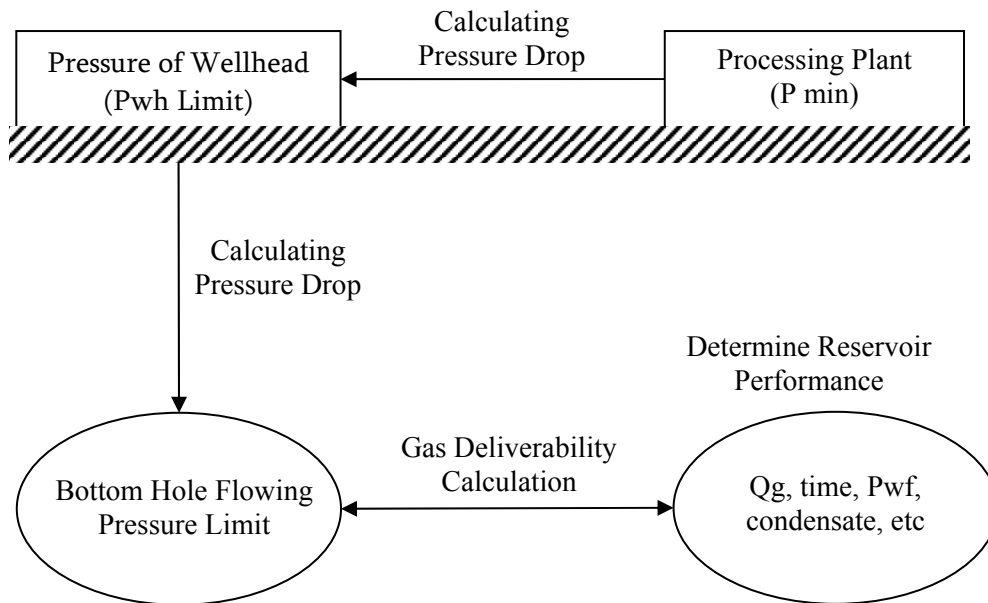 Calculating
Pressure Drop
Pressure of Wellhead
(Pwh Limit)
Processing Plant
(P min)
Calculating
Pressure Drop
Determine Reservoir
Performance
Gas Deliverability
Calculation
Bottom Hole Flowing
Pressure Limit
Qg, time, Pwf,
condensate, etc